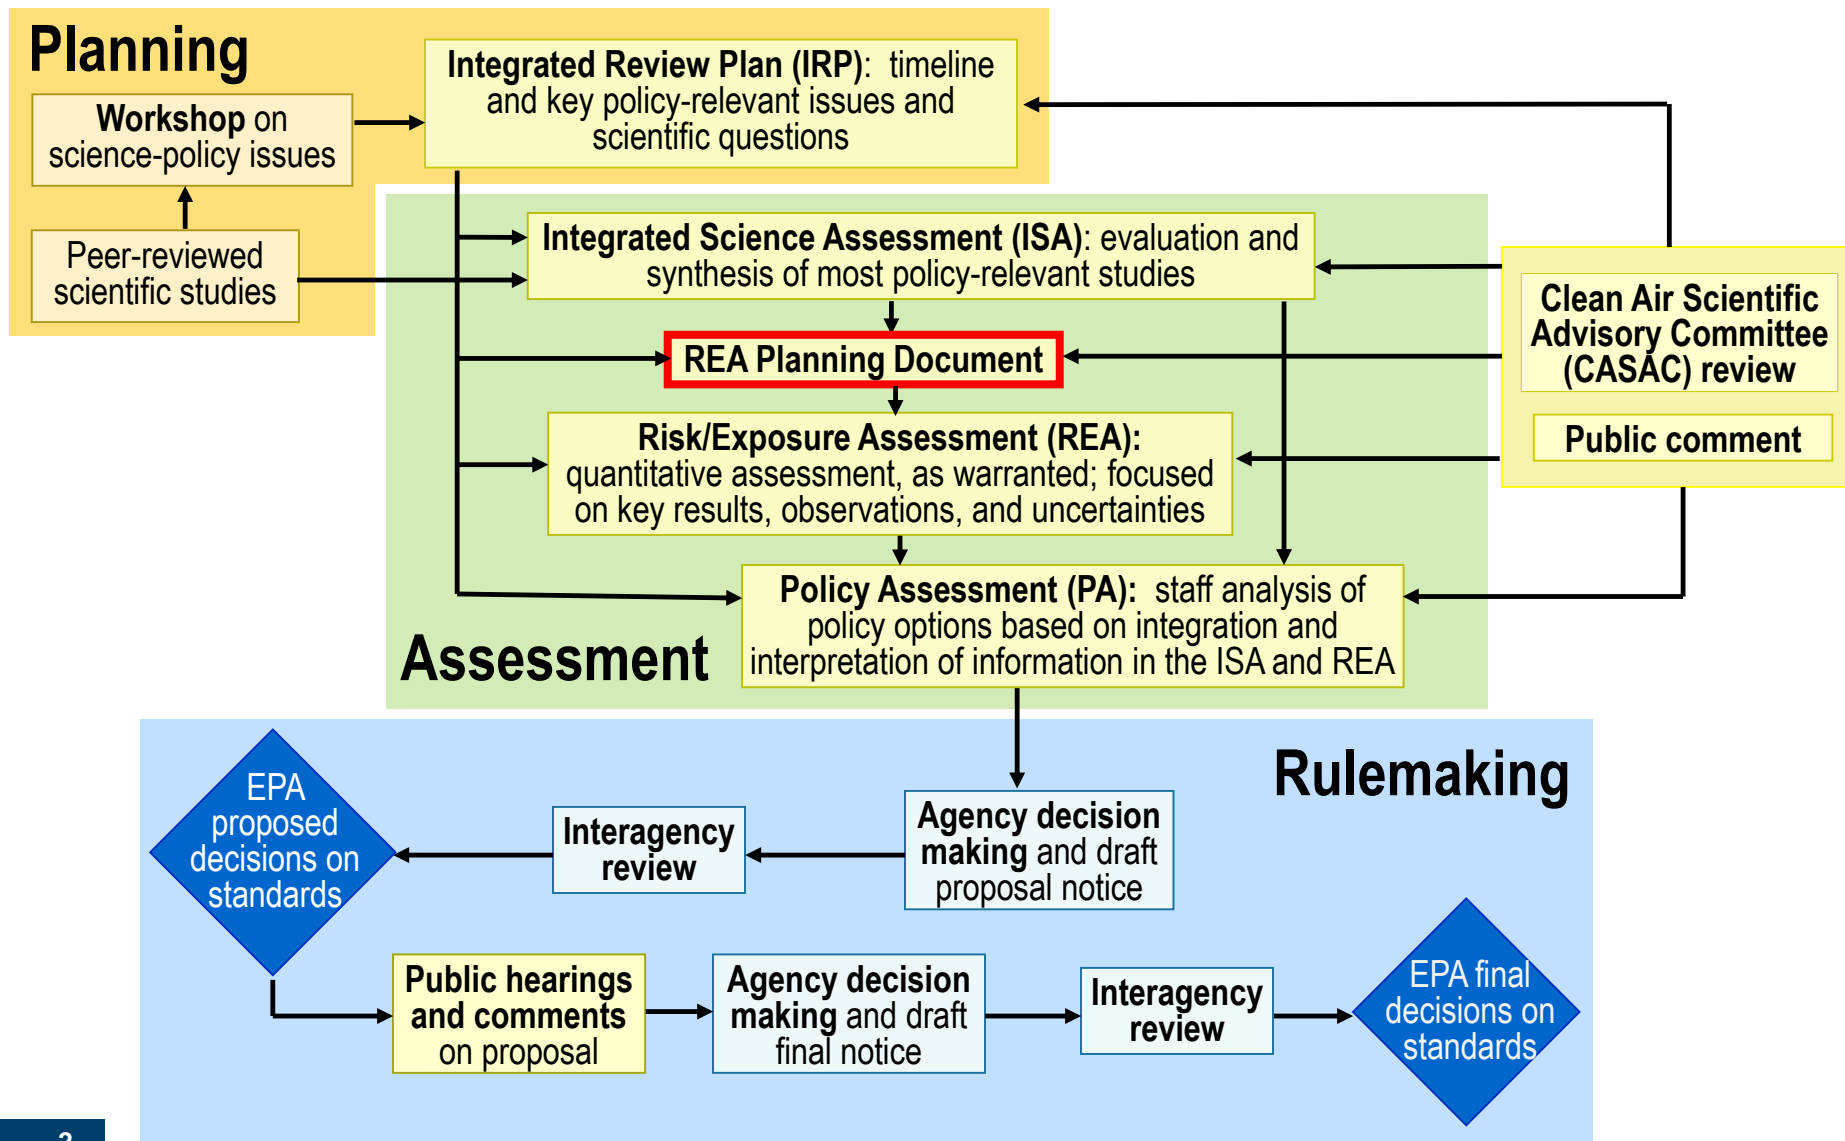 Planning
Integrated Review Plan (IRP): timeline
and key policy-relevant issues and
scientific questions
Workshop on
science-policy issues
Peer-reviewed
scientific studies
Integrated Science Assessment (ISA): evaluation and
synthesis of most policy-relevant studies
REA Planning Document
Risk/Exposure Assessment (REA):
quantitative assessment, as warranted; focused
on key results, observations, and uncertainties
Policy Assessment (PA): staff analysis of
policy options based on integration and
interpretation of information in the ISA and REA
Assessment
Clean Air Scientific
Advisory Committee
(CASAC) review
Public comment
Rulemaking
Agency decision
making and draft
proposal notice
Interagency
review
EPA
proposed
decisions on
standards
Public hearings
and comments
on proposal
Agency decision
making and draft
final notice
Interagency
review
EPA final
decisions on
standards